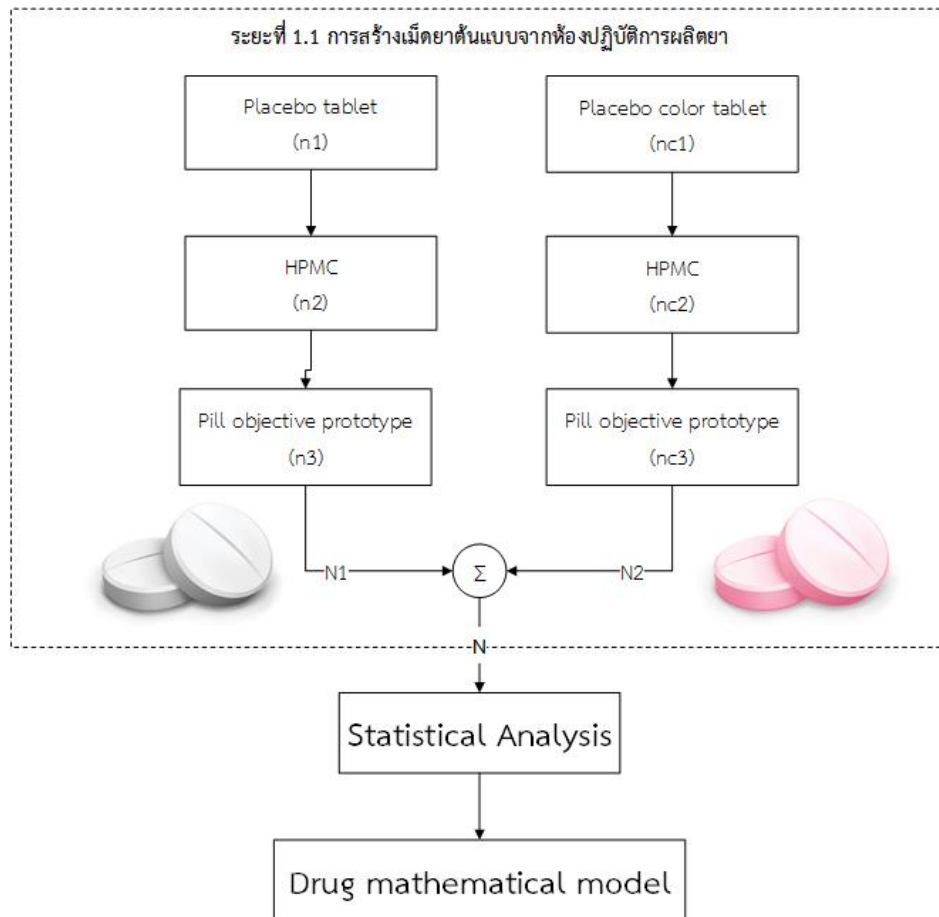 ระยะที่ 1.1 การสร้างเม็ดยาต้นแบบจากห้องปฏิบัติการผลิตยา
Placebo tablet
(n1)
Placebo color tablet
(nc1)
HPMC
(n2)
HPMC
(nc2)
Pill objective prototype
(n3)
Pill objective prototype
(nc3)
N1
Σ
N2
N
Statistical Analysis
Drug mathematical model